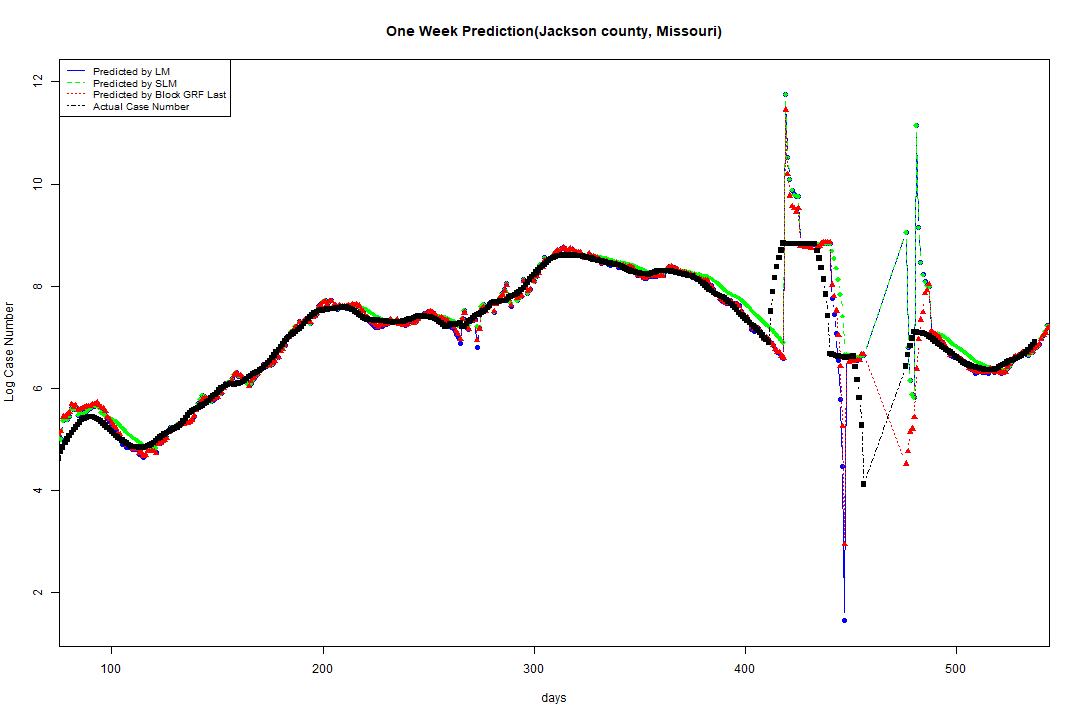 One Week Prediction(Jackson county, Missouri)
Predicted by LM
Predicted by SLM
Predicted by Block GRF Last
Actual Case Number
Log Case Number
12
10
8
6
4
2
100 200 300 400 500
days